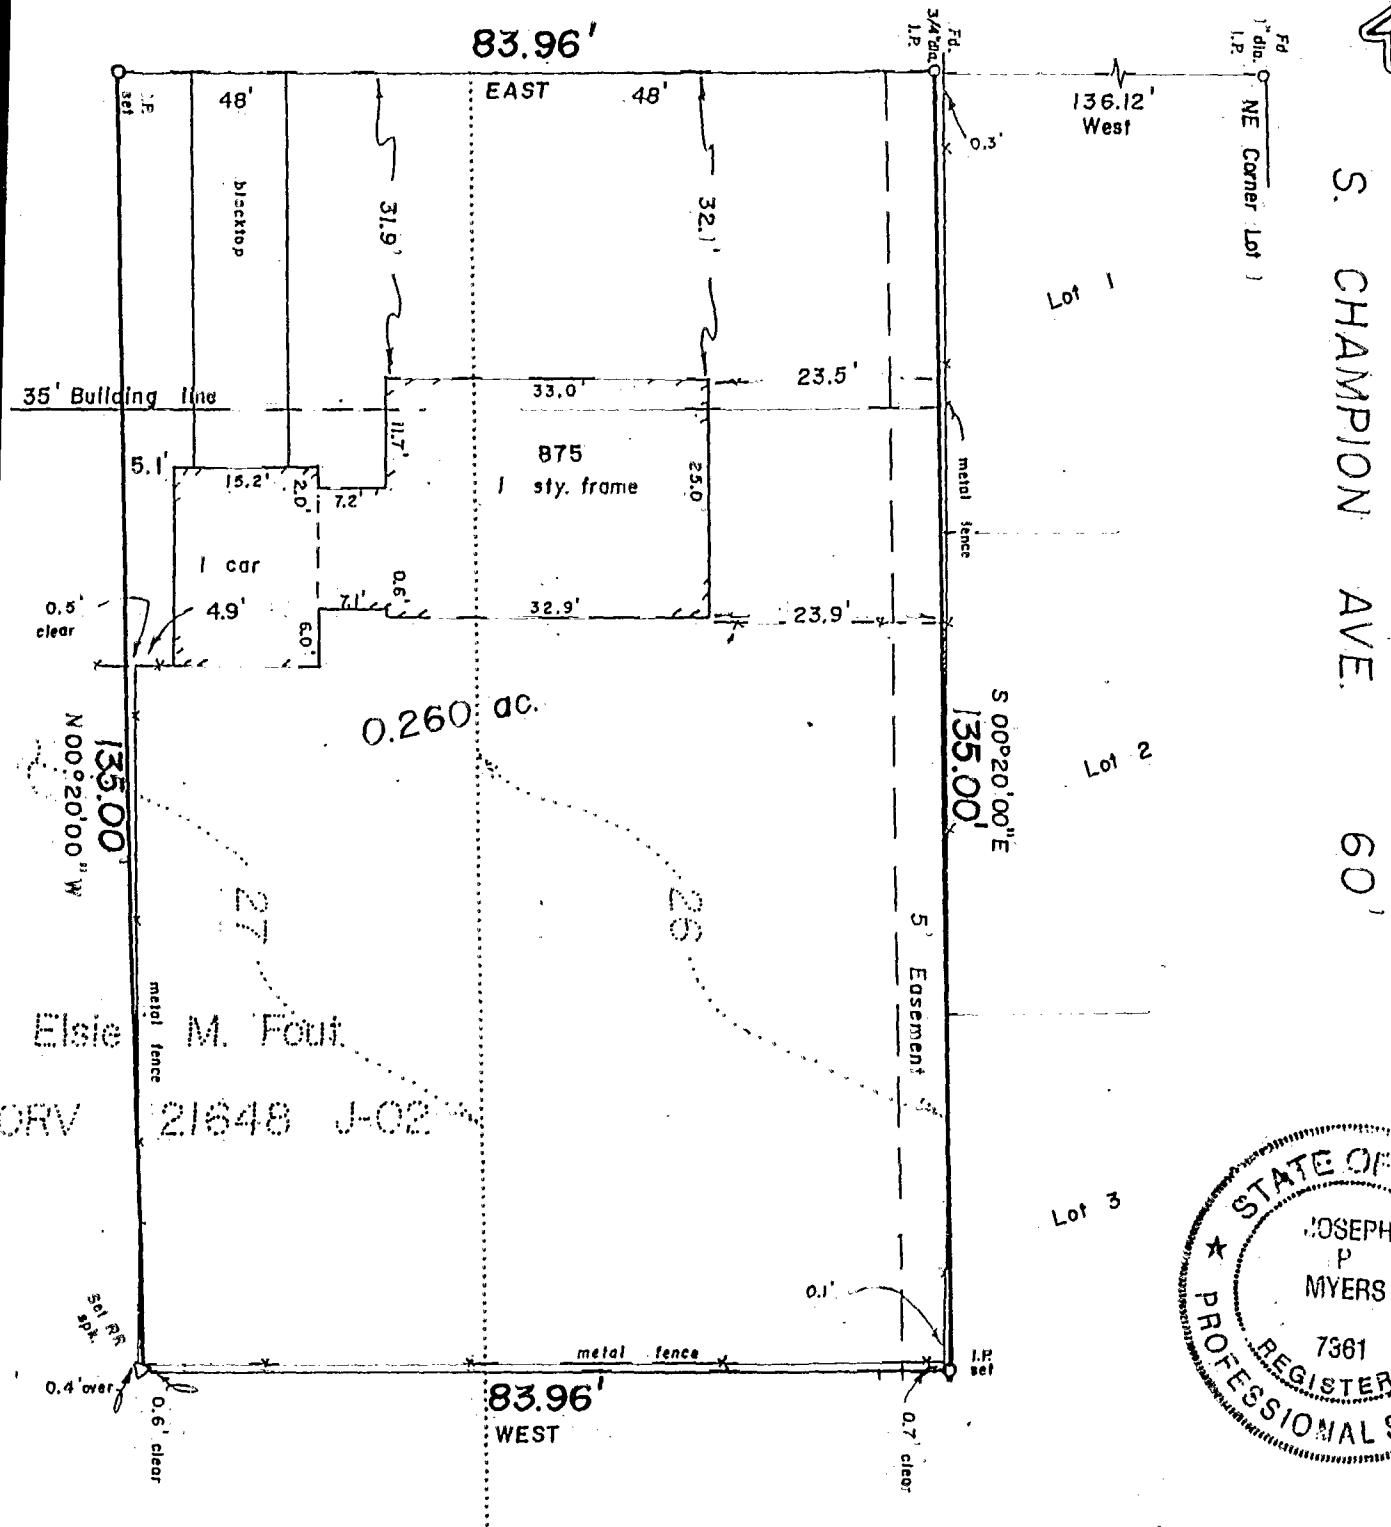 83.96'
EAST
48'
48'
I.P.
set
Fd.
3/4" dia.
I.P.
Fd
1" dia.
I.P.
136.12'
West
NE Corner Lot 1
0.3'
blacktop
31.9'
32.1'
S. CHAMPION AVE. 60'
Lot 1
35' Building line
33.0'
23.5'
11.7'
5.1'
15.2'
2.0'
7.2'
875
1 sty. frame
25.0
metal fence
1 car
0.5'
clear
4.9'
7.1'
0.6'
6.0'
32.9'
23.9'
0.260 ac.
N 00°20'00" W
135.00
S 00°20'00"E
135.00'
Lot 2
27
26
5' Easement
metal fence
Elsie M. Fout
ORV 21648 J-02
Lot 3
STATE OF
JOSEPH
P
MYERS
7361
REGISTER
PROFESSIONAL S
0.1'
Set RR
spk.
0.4' over
0.6' clear
metal fence
83.96'
WEST
I.P.
set
0.7' clear